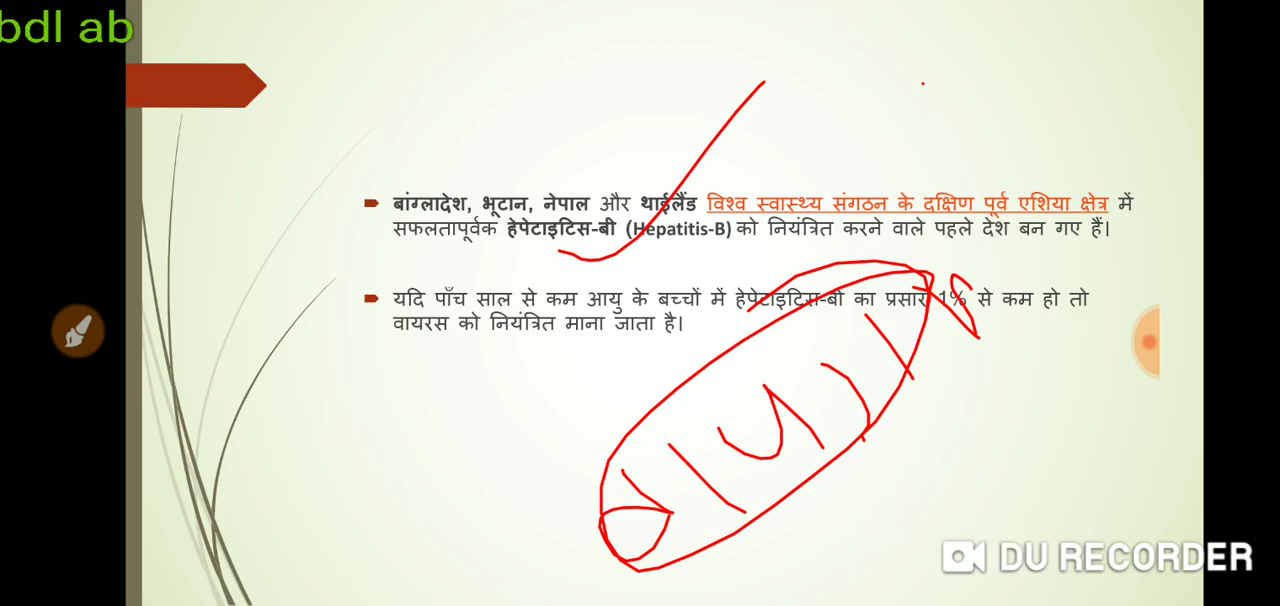 bdl ab
बांग्लादेश, भूटान, नेपाल और थाईलैंड विश्व स्वास्थ्य संगठन के दक्षिण पूर्व एशिया क्षेत्र में
सफलतापूर्वक हेपेटाइटिस-बी (Hepatitis-B) को नियंत्रित करने वाले पहले देश बन गए हैं।
यदि पाँच साल से कम आयु के बच्चों में हेपेटाइटिस-बी का प्रसार 1% से कम हो तो
वायरस को नियंत्रित माना जाता है।
DU RECORDER